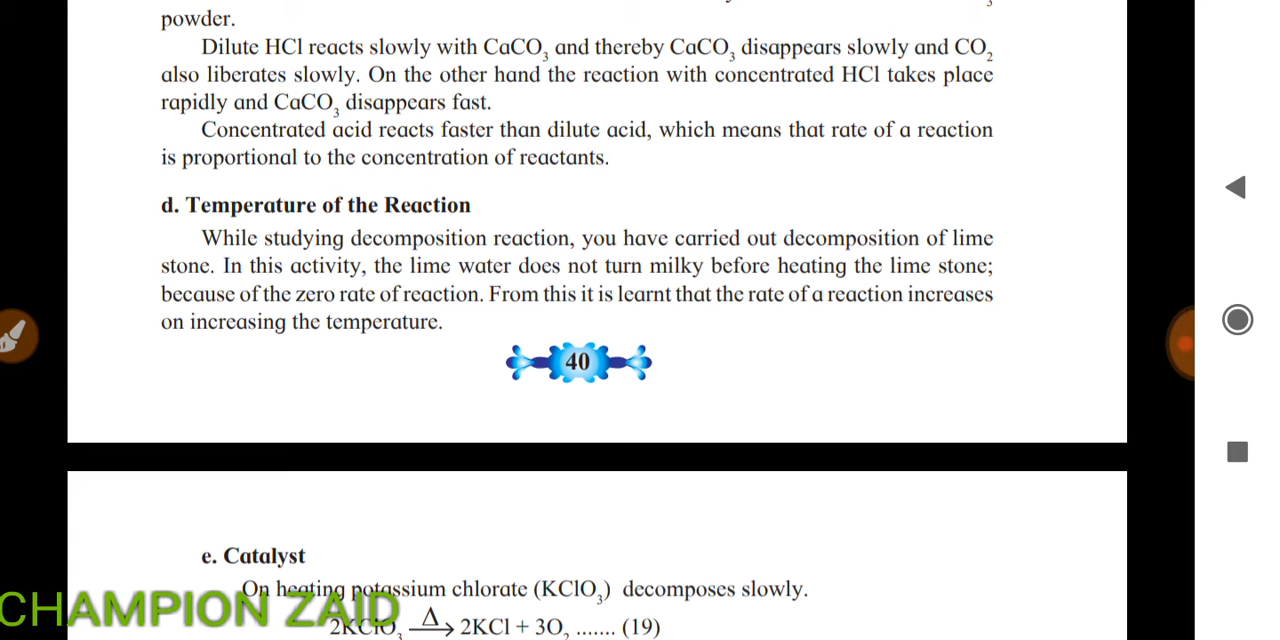 powder.
Dilute HCl reacts slowly with CaCO₃ and thereby CaCO₃ disappears slowly and CO₂
also liberates slowly. On the other hand the reaction with concentrated HCl takes place
rapidly and CaCO₃ disappears fast.
Concentrated acid reacts faster than dilute acid, which means that rate of a reaction
is proportional to the concentration of reactants.
d. Temperature of the Reaction
While studying decomposition reaction, you have carried out decomposition of lime
stone. In this activity, the lime water does not turn milky before heating the lime stone;
because of the zero rate of reaction. From this it is learnt that the rate of a reaction increases
on increasing the temperature.
40
e. Catalyst
On heating potassium chlorate (KClO₃) decomposes slowly.
CHAMPION ZAID
2KClO₃ Δ→ 2KCl + 3O₂ ....... (19)